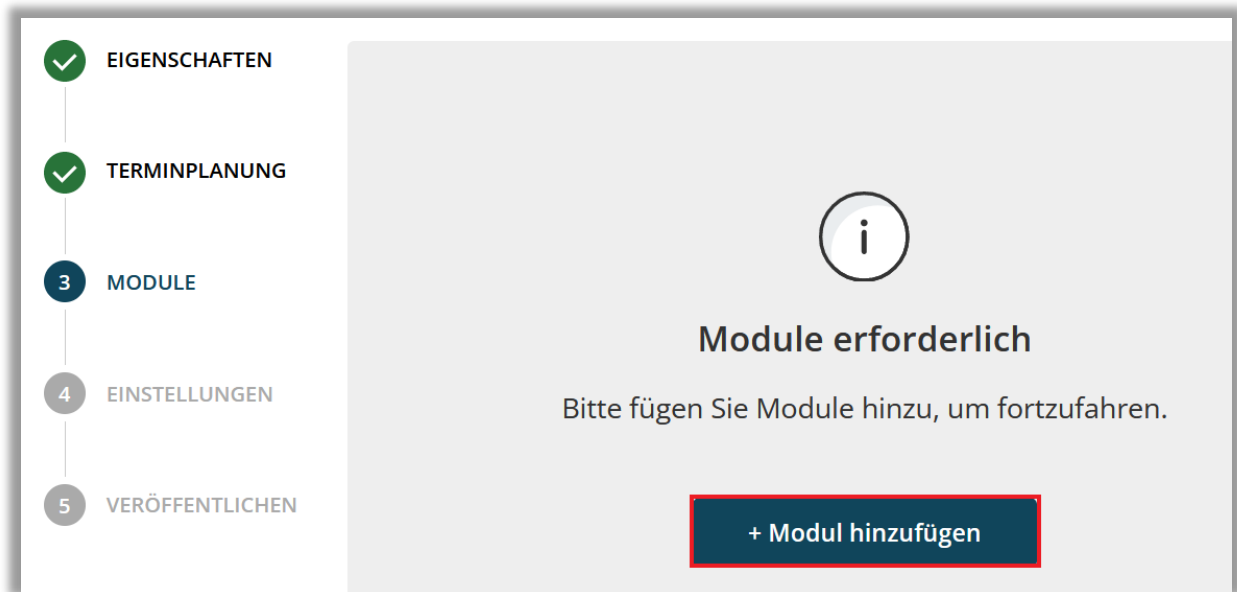 EIGENSCHAFTEN
TERMINPLANUNG
3 MODULE
4 EINSTELLUNGEN
5 VERÖFFENTLICHEN
i
Module erforderlich
Bitte fügen Sie Module hinzu, um fortzufahren.
+ Modul hinzufügen